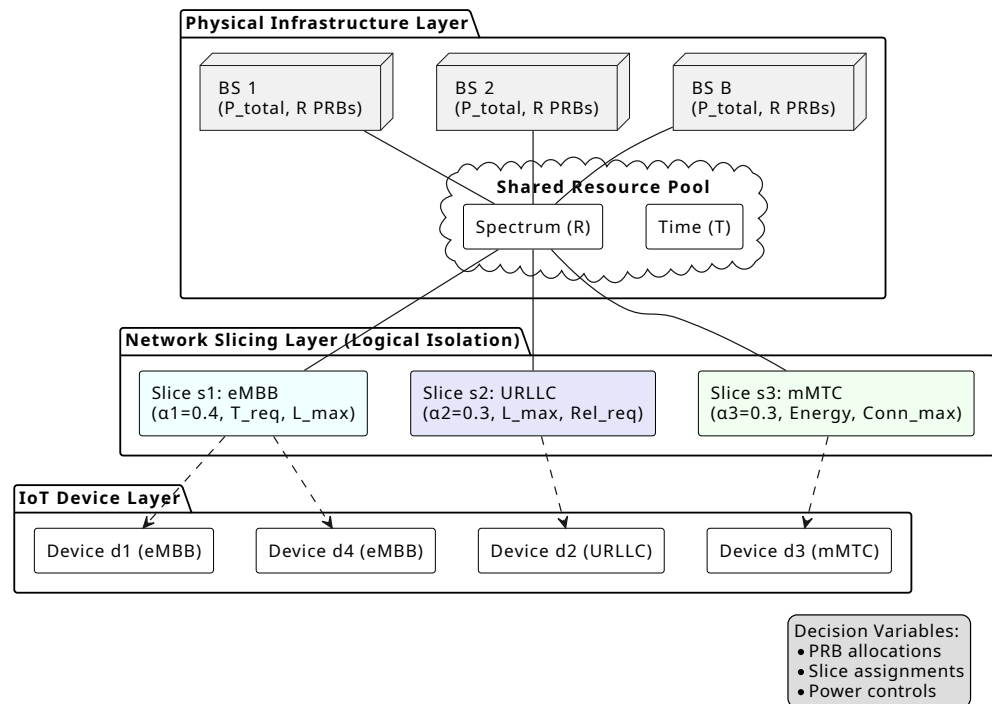 Physical Infrastructure Layer
BS 1
(P_total, R PRBs)
BS 2
(P_total, R PRBs)
BS B
(P_total, R PRBs)
Shared Resource Pool
Spectrum (R)
Time (T)
Network Slicing Layer (Logical Isolation)
Slice s1: eMBB
(α1=0.4, T_req, L_max)
Slice s2: URLLC
(α2=0.3, L_max, Rel_req)
Slice s3: mMTC
(α3=0.3, Energy, Conn_max)
IoT Device Layer
Device d1 (eMBB)
Device d4 (eMBB)
Device d2 (URLLC)
Device d3 (mMTC)
Decision Variables:
• PRB allocations
• Slice assignments
• Power controls